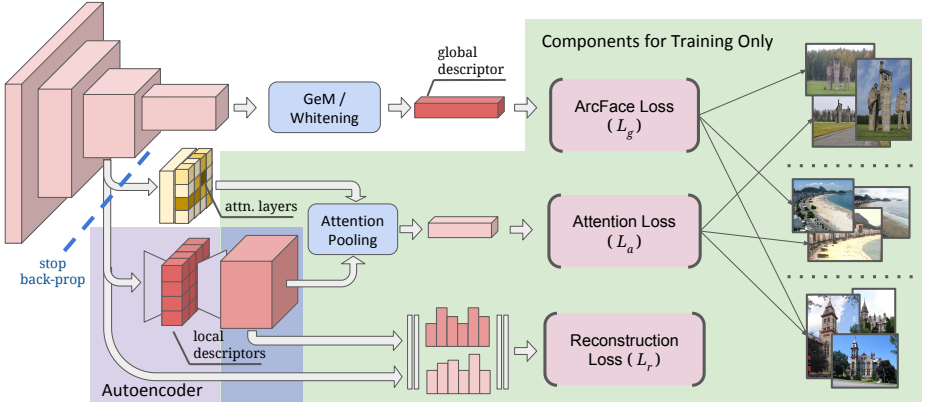 Components for Training Only
global
descriptor
GeM /
Whitening
ArcFace Loss
(L_g)
attn. layers
Attention
Pooling
Attention Loss
(L_a)
stop
back-prop
local
descriptors
Reconstruction
Loss (L_r)
Autoencoder